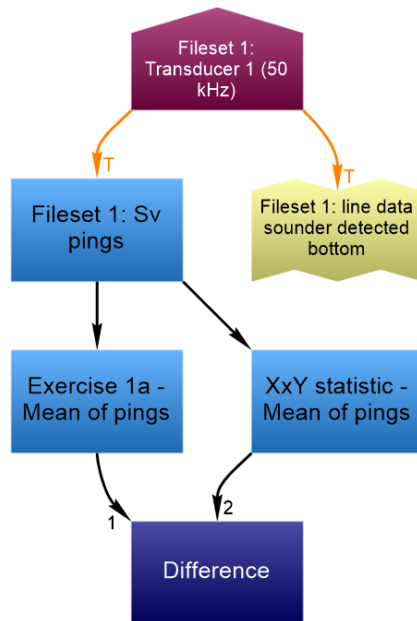 Fileset 1:
Transducer 1 (50
kHz)
T
T
Fileset 1: Sv
pings
Fileset 1: line data
sounder detected
bottom
Exercise 1a -
Mean of pings
XxY statistic -
Mean of pings
1
2
Difference